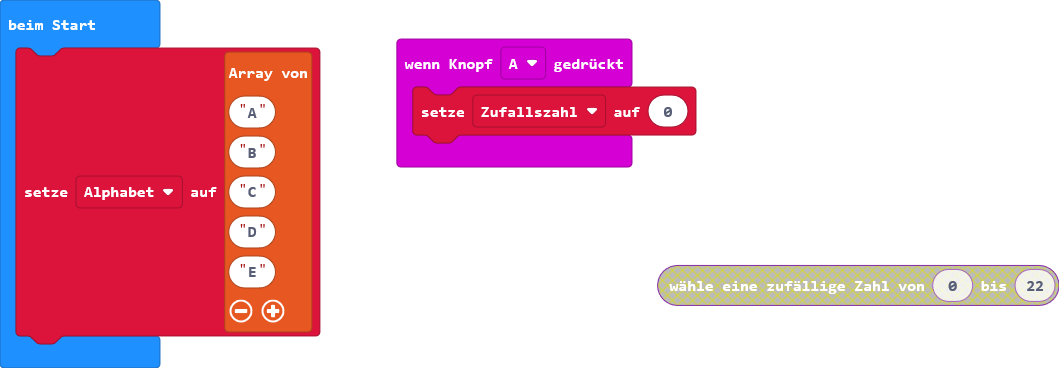 beim Start
setze Alphabet auf
Array von
"A"
"B"
"C"
"D"
"E"
wenn Knopf A gedrückt
setze Zufallszahl auf 0
wähle eine zufällige Zahl von 0 bis 22